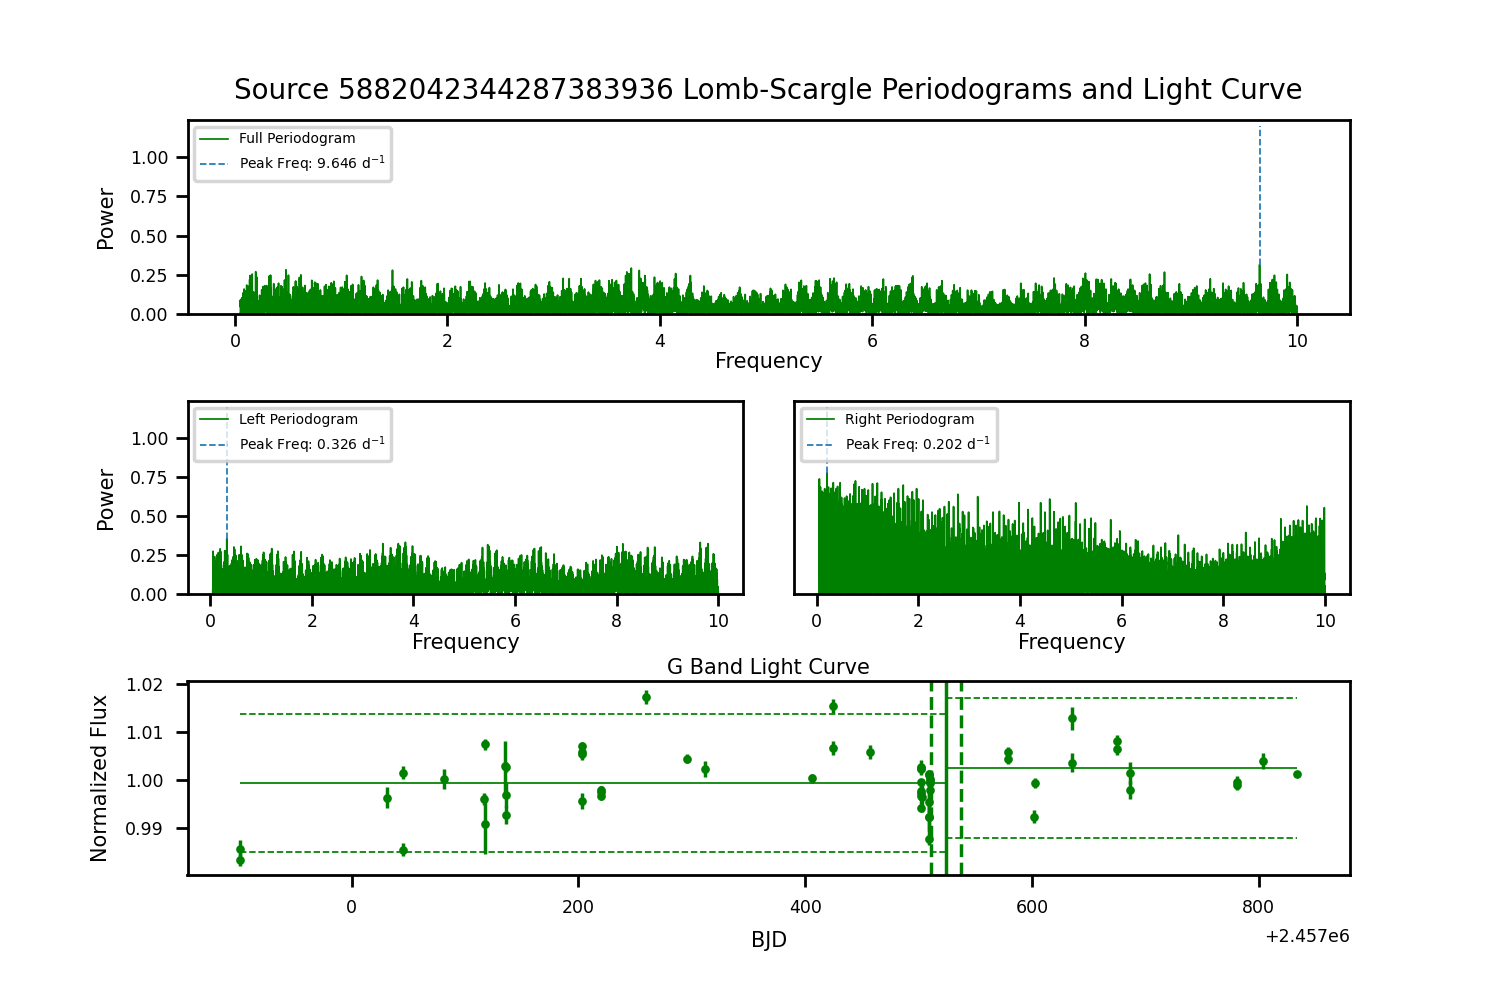 Source 5882042344287383936 Lomb-Scargle Periodograms and Light Curve
Full Periodogram
Peak Freq: 9.646 d⁻¹
1.00
0.75
0.50
0.25
0.00
Power
0 2 4 6 8 10
Frequency
Left Periodogram
Peak Freq: 0.326 d⁻¹
1.00
0.75
0.50
0.25
0.00
Power
0 2 4 6 8 10
Frequency
Right Periodogram
Peak Freq: 0.202 d⁻¹
0 2 4 6 8 10
Frequency
G Band Light Curve
1.02
1.01
1.00
0.99
Normalized Flux
0 200 400 600 800
BJD
+2.457e6